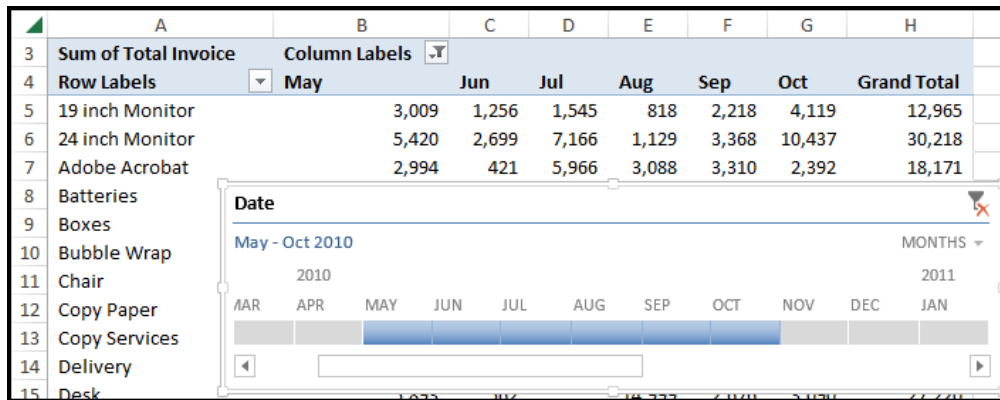 A B C D E F G H
3 Sum of Total Invoice Column Labels
4 Row Labels May Jun Jul Aug Sep Oct Grand Total
5 19 inch Monitor 3,009 1,256 1,545 818 2,218 4,119 12,965
6 24 inch Monitor 5,420 2,699 7,166 1,129 3,368 10,437 30,218
7 Adobe Acrobat 2,994 421 5,966 3,088 3,310 2,392 18,171
8 Batteries
Date
9 Boxes
May - Oct 2010 MONTHS
10 Bubble Wrap
11 Chair
2010 2011
12 Copy Paper
APR MAY JUN JUL AUG SEP OCT NOV DEC JAN
13 Copy Services
14 Delivery
15 Desk